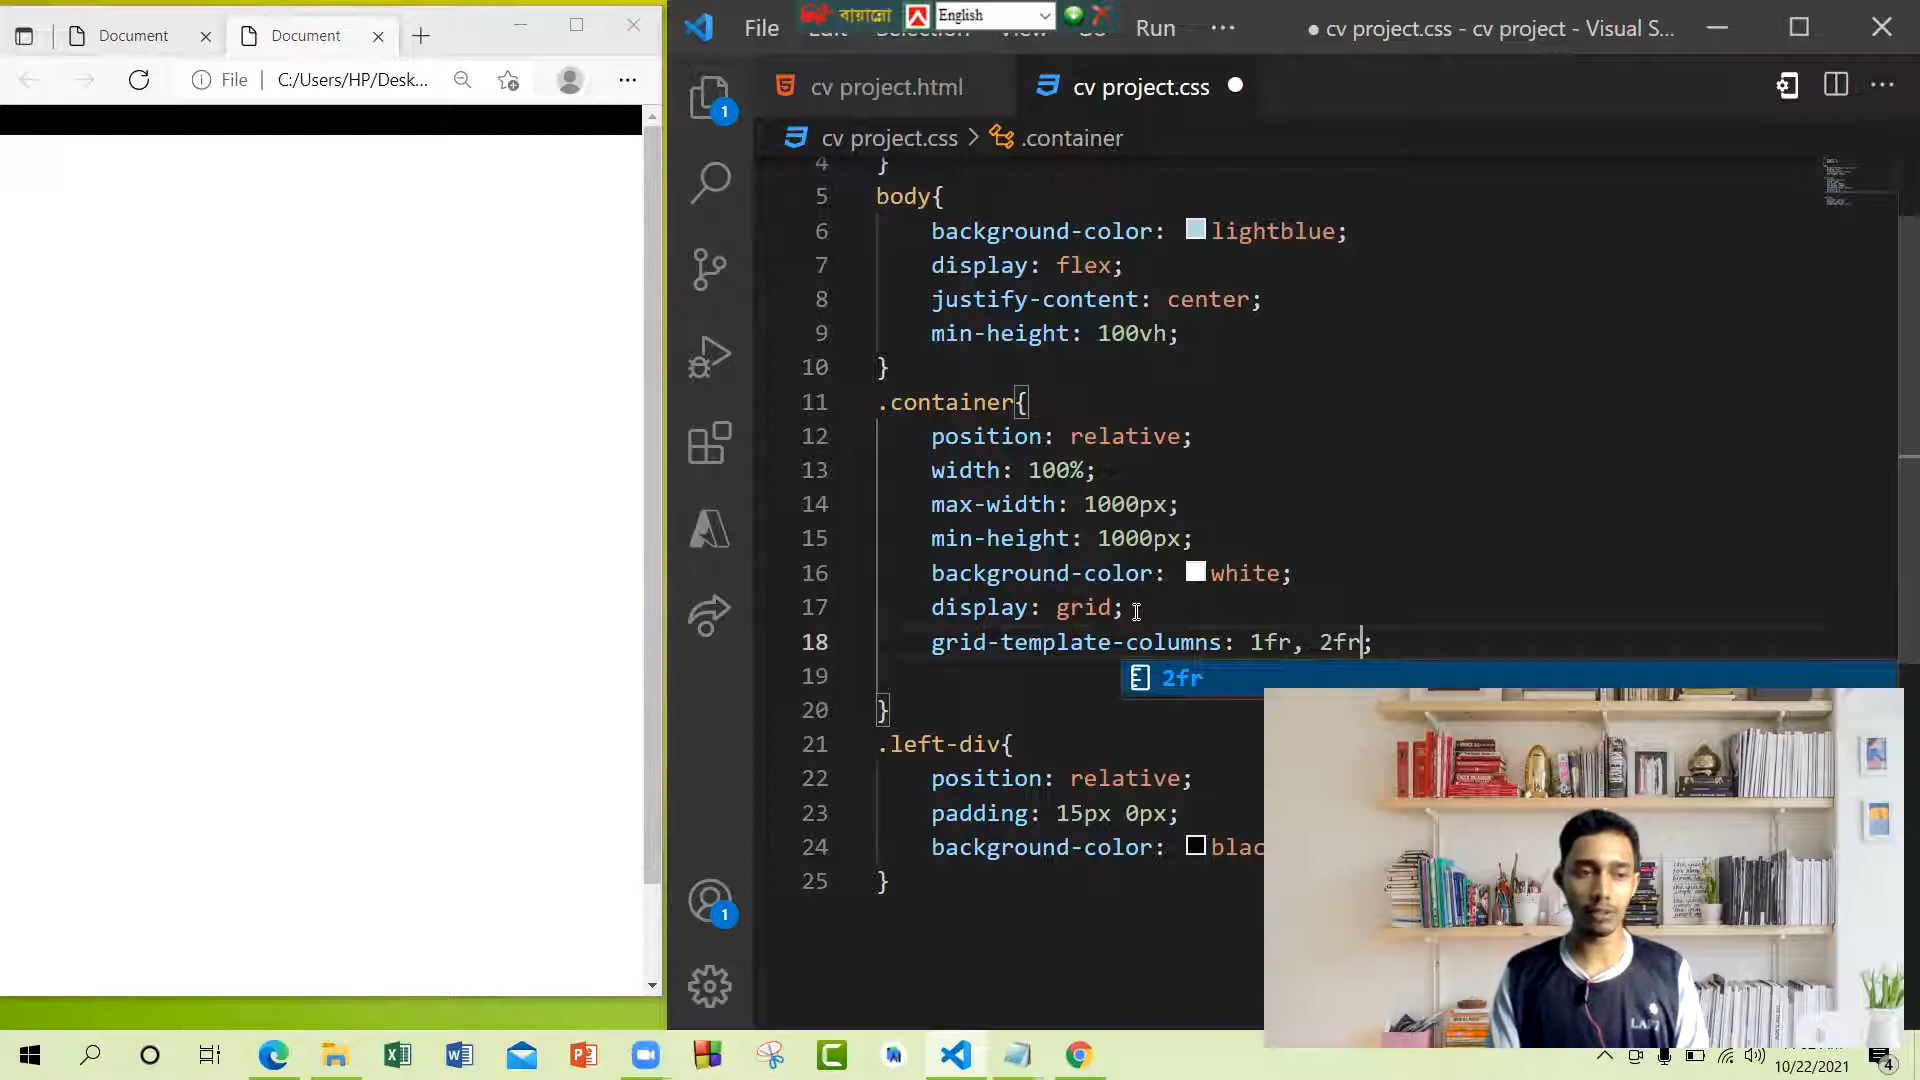 Document
Document
File
C:/Users/HP/Desk...
English
File
Run
● cv project.css - cv project - Visual S...
cv project.html
cv project.css
cv project.css > .container
4 }
5 body{
6 background-color: lightblue;
7 display: flex;
8 justify-content: center;
9 min-height: 100vh;
10 }
11 .container{
12 position: relative;
13 width: 100%;
14 max-width: 1000px;
15 min-height: 1000px;
16 background-color: white;
17 display: grid;
18 grid-template-columns: 1fr, 2fr;
2fr
19
20 }
21 .left-div{
22 position: relative;
23 padding: 15px 0px;
24 background-color: blac
25 }
1
1
10/22/2021
4